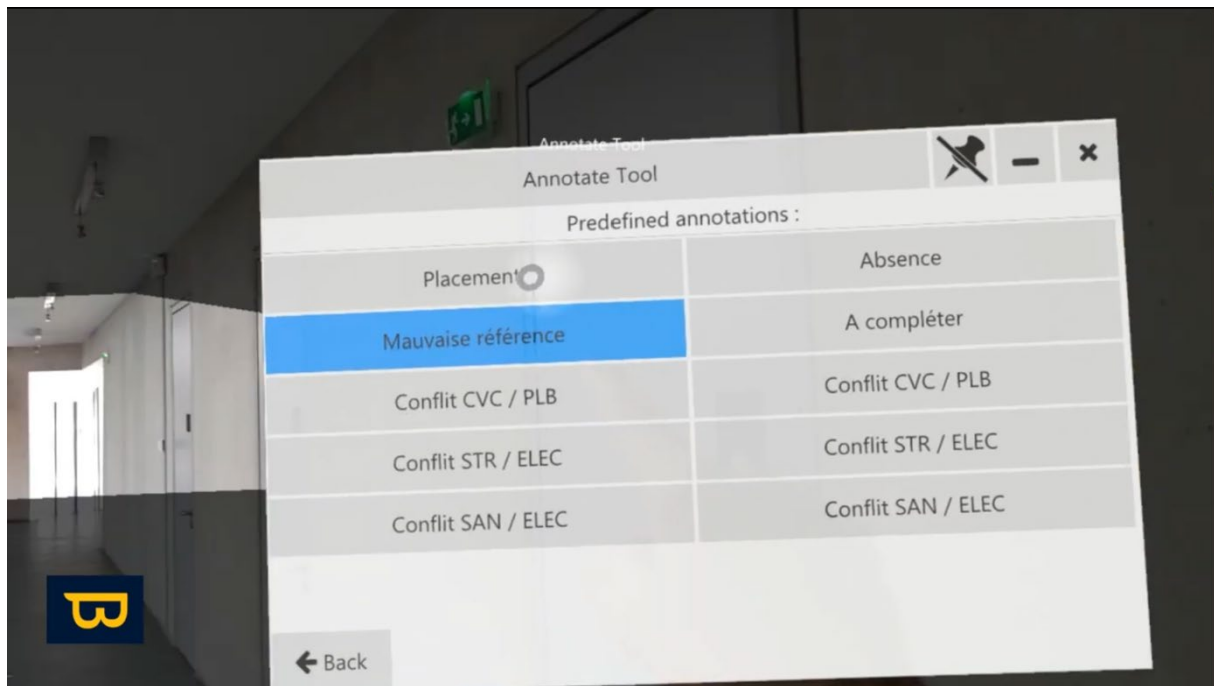 Annotate Tool
Annotate Tool
Predefined annotations :
Placement
Absence
Mauvaise référence
A compléter
Conflit CVC / PLB
Conflit CVC / PLB
Conflit STR / ELEC
Conflit STR / ELEC
Conflit SAN / ELEC
Conflit SAN / ELEC
Back